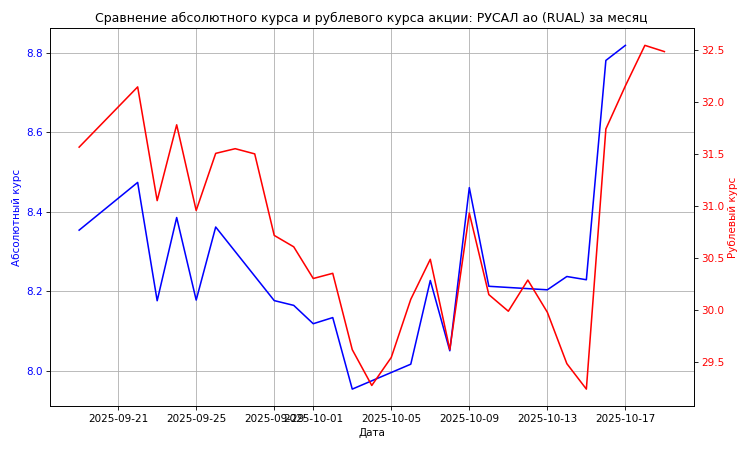 Сравнение абсолютного курса и рублевого курса акции: РУСАЛ ао (RUAL) за месяц
8.8
8.6
8.4
8.2
8.0
Абсолютный курс
32.5
32.0
31.5
31.0
30.5
30.0
29.5
Рублевый курс
2025-09-21 2025-09-25 2025-09-29 2025-10-01 2025-10-05 2025-10-09 2025-10-13 2025-10-17
Дата